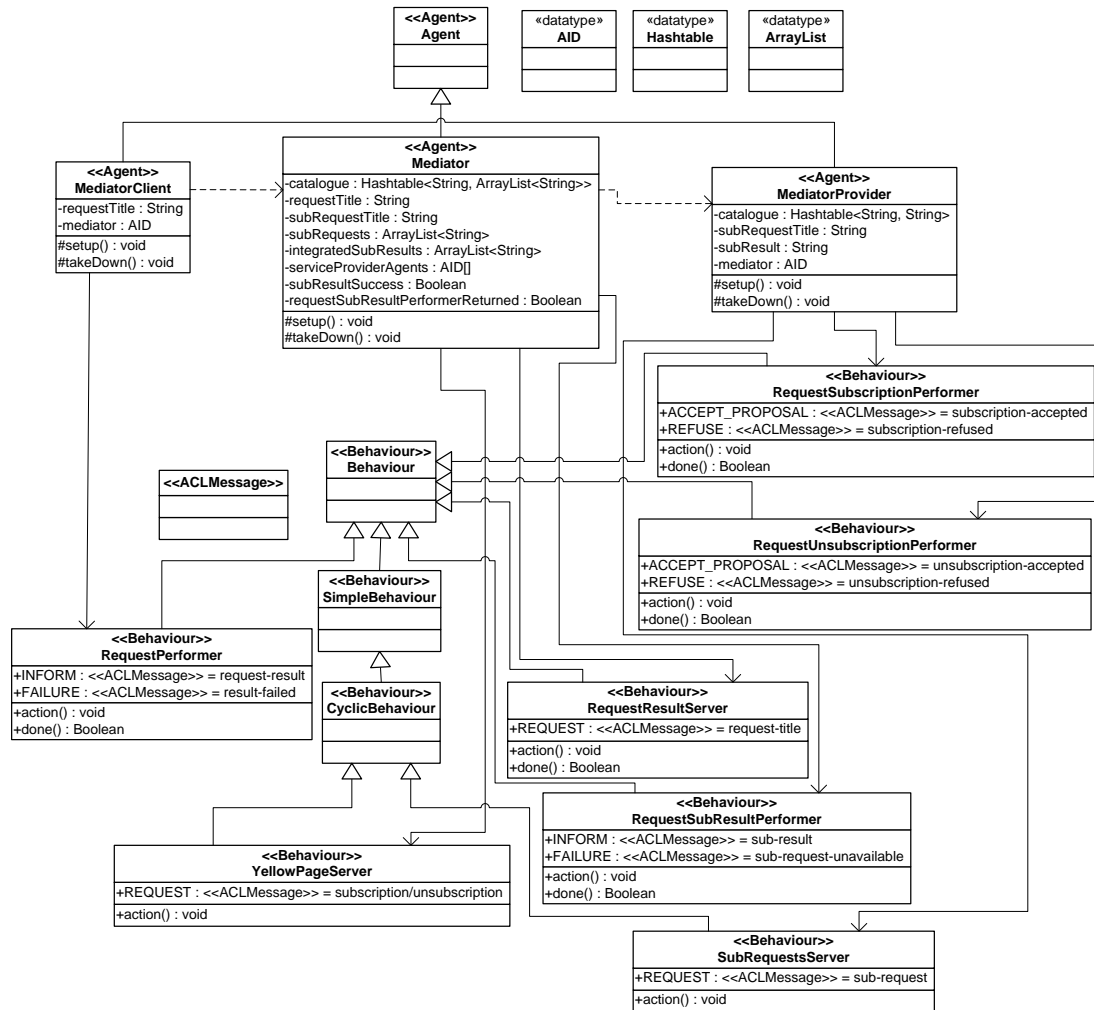 <<Agent>>
Agent
«datatype»
AID
«datatype»
Hashtable
«datatype»
ArrayList
<<Agent>>
MediatorClient
-requestTitle : String
-mediator : AID
#setup() : void
#takeDown() : void
<<Agent>>
Mediator
-catalogue : Hashtable<String, ArrayList<String>>
-requestTitle : String
-subRequestTitle : String
-subRequests : ArrayList<String>
-integratedSubResults : ArrayList<String>
-serviceProviderAgents : AID[]
-subResultSuccess : Boolean
-requestSubResultPerformerReturned : Boolean
#setup() : void
#takeDown() : void
<<Agent>>
MediatorProvider
-catalogue : Hashtable<String, String>
-subRequestTitle : String
-subResult : String
-mediator : AID
#setup() : void
#takeDown() : void
<<Behaviour>>
RequestSubscriptionPerformer
+ACCEPT_PROPOSAL : <<ACLMessage>> = subscription-accepted
+REFUSE : <<ACLMessage>> = subscription-refused
+action() : void
+done() : Boolean
<<Behaviour>>
Behaviour
<<ACLMessage>>
<<Behaviour>>
RequestUnsubscriptionPerformer
+ACCEPT_PROPOSAL : <<ACLMessage>> = unsubscription-accepted
+REFUSE : <<ACLMessage>> = unsubscription-refused
+action() : void
+done() : Boolean
<<Behaviour>>
SimpleBehaviour
<<Behaviour>>
RequestPerformer
+INFORM : <<ACLMessage>> = request-result
+FAILURE : <<ACLMessage>> = result-failed
+action() : void
+done() : Boolean
<<Behaviour>>
CyclicBehaviour
<<Behaviour>>
RequestResultServer
+REQUEST : <<ACLMessage>> = request-title
+action() : void
+done() : Boolean
<<Behaviour>>
RequestSubResultPerformer
+INFORM : <<ACLMessage>> = sub-result
+FAILURE : <<ACLMessage>> = sub-request-unavailable
+action() : void
+done() : Boolean
<<Behaviour>>
YellowPageServer
+REQUEST : <<ACLMessage>> = subscription/unsubscription
+action() : void
<<Behaviour>>
SubRequestsServer
+REQUEST : <<ACLMessage>> = sub-request
+action() : void